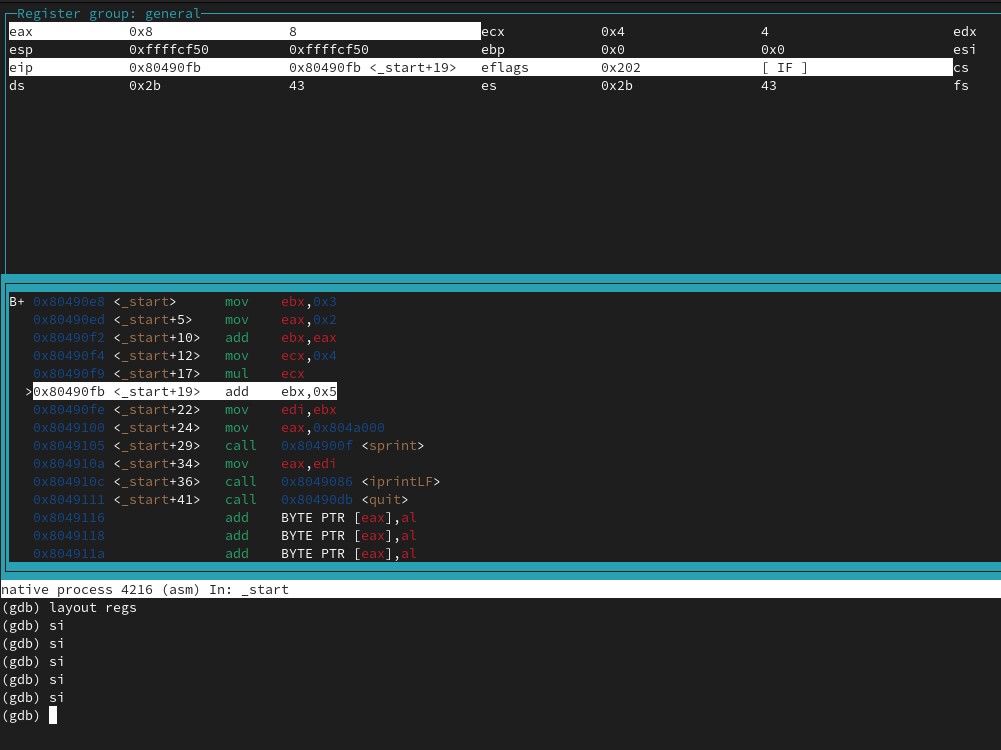 Register group: general
eax 0x8 8 ecx 0x4 4 edx
esp 0xffffcf50 0xffffcf50 ebp 0x0 0x0 esi
eip 0x80490fb 0x80490fb <_start+19> eflags 0x202 [ IF ] cs
ds 0x2b 43 es 0x2b 43 fs
B+ 0x80490e8 <_start> mov ebx,0x3
0x80490ed <_start+5> mov eax,0x2
0x80490f2 <_start+10> add ebx,eax
0x80490f4 <_start+12> mov ecx,0x4
0x80490f9 <_start+17> mul ecx
>0x80490fb <_start+19> add ebx,0x5
0x80490fe <_start+22> mov edi,ebx
0x8049100 <_start+24> mov eax,0x804a000
0x8049105 <_start+29> call 0x804900f <sprint>
0x804910a <_start+34> mov eax,edi
0x804910c <_start+36> call 0x8049086 <iprintLF>
0x8049111 <_start+41> call 0x80490db <quit>
0x8049116 add BYTE PTR [eax],al
0x8049118 add BYTE PTR [eax],al
0x804911a add BYTE PTR [eax],al
native process 4216 (asm) In: _start
(gdb) layout regs
(gdb) si
(gdb) si
(gdb) si
(gdb) si
(gdb) si
(gdb)